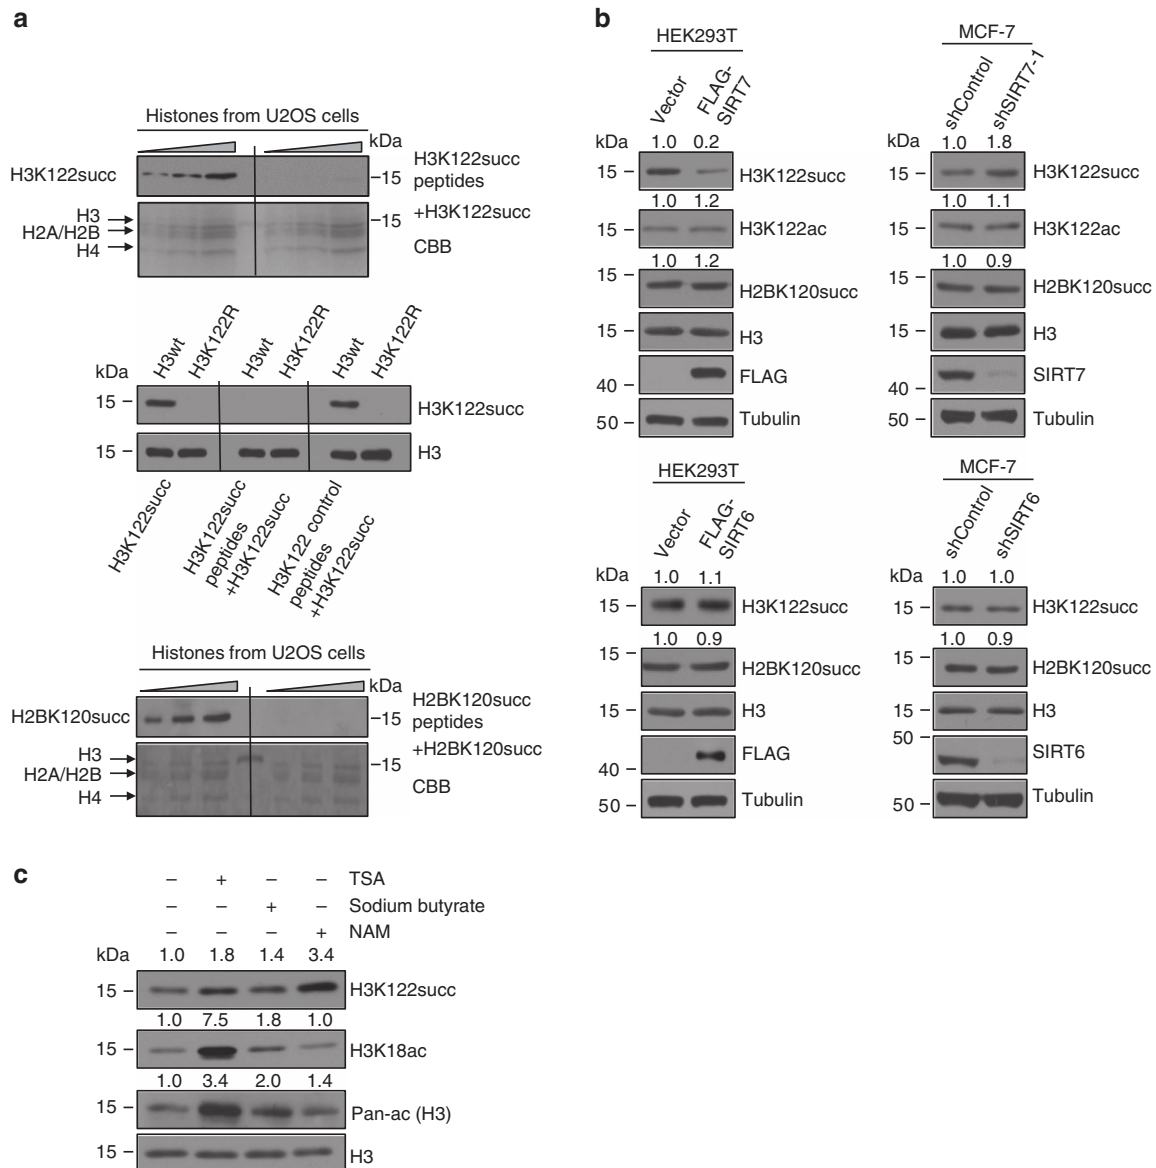 a
Histones from U2OS cells
kDa
H3K122succ
–15
H3K122succ
peptides
+H3K122succ
H3
H2A/H2B
H4
–15
CBB
H3wt
H3K122R
H3wt
H3K122R
H3wt
H3K122R
kDa
15 –
H3K122succ
15 –
H3
H3K122succ
H3K122succ
peptides
+H3K122succ
H3K122 control
peptides
+H3K122succ
Histones from U2OS cells
kDa
H2BK120succ
–15
H2BK120succ
peptides
+H2BK120succ
H3
H2A/H2B
H4
–15
CBB
b
HEK293T
Vector
FLAG-
SIRT7
kDa
1.0 0.2
15 –
H3K122succ
1.0 1.2
15 –
H3K122ac
1.0 1.2
15 –
H2BK120succ
15 –
H3
40 –
FLAG
50 –
Tubulin
MCF-7
shControl
shSIRT7-1
kDa
1.0 1.8
15 –
H3K122succ
1.0 1.1
15 –
H3K122ac
1.0 0.9
15 –
H2BK120succ
15 –
H3
40 –
SIRT7
50 –
Tubulin
HEK293T
Vector
FLAG-
SIRT6
kDa
1.0 1.1
15 –
H3K122succ
1.0 0.9
15 –
H2BK120succ
15 –
H3
40 –
FLAG
50 –
Tubulin
MCF-7
shControl
shSIRT6
kDa
1.0 1.0
15 –
H3K122succ
1.0 0.9
15 –
H2BK120succ
15 –
H3
50 –
SIRT6
50 –
Tubulin
c
– + – – TSA
– – + – Sodium butyrate
– – – + NAM
kDa 1.0 1.8 1.4 3.4
15 –
H3K122succ
1.0 7.5 1.8 1.0
15 –
H3K18ac
1.0 3.4 2.0 1.4
15 –
Pan-ac (H3)
15 –
H3